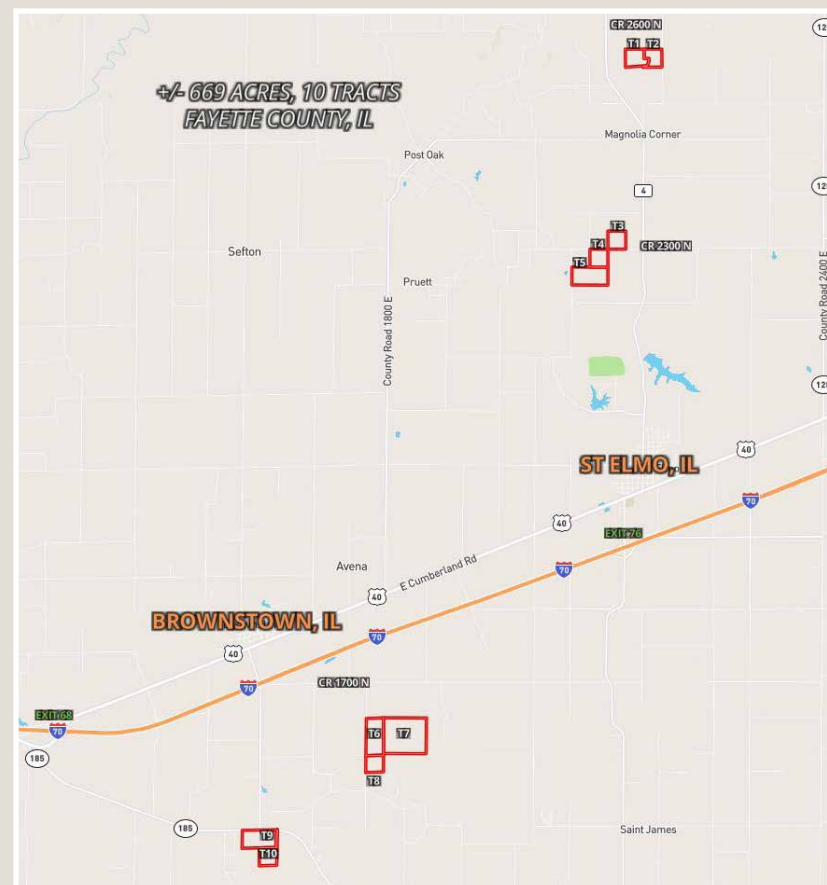 CR 2600 N
T1 T2
+/- 669 ACRES, 10 TRACTS
FAYETTE COUNTY, IL
Magnolia Corner
Post Oak
4
T3
T4
CR 2300 N
T5
Sefton
Pruett
County Road 1800 E
County Road 2400 E
40
ST ELMO, IL
70
40
EXIT 76
70
Avena
E Cumberland Rd
40
BROWNSTOWN, IL
70
40
CR 1700 N
70
EXIT 68
70
185
T6
T7
T8
185
T9
T10
Saint James